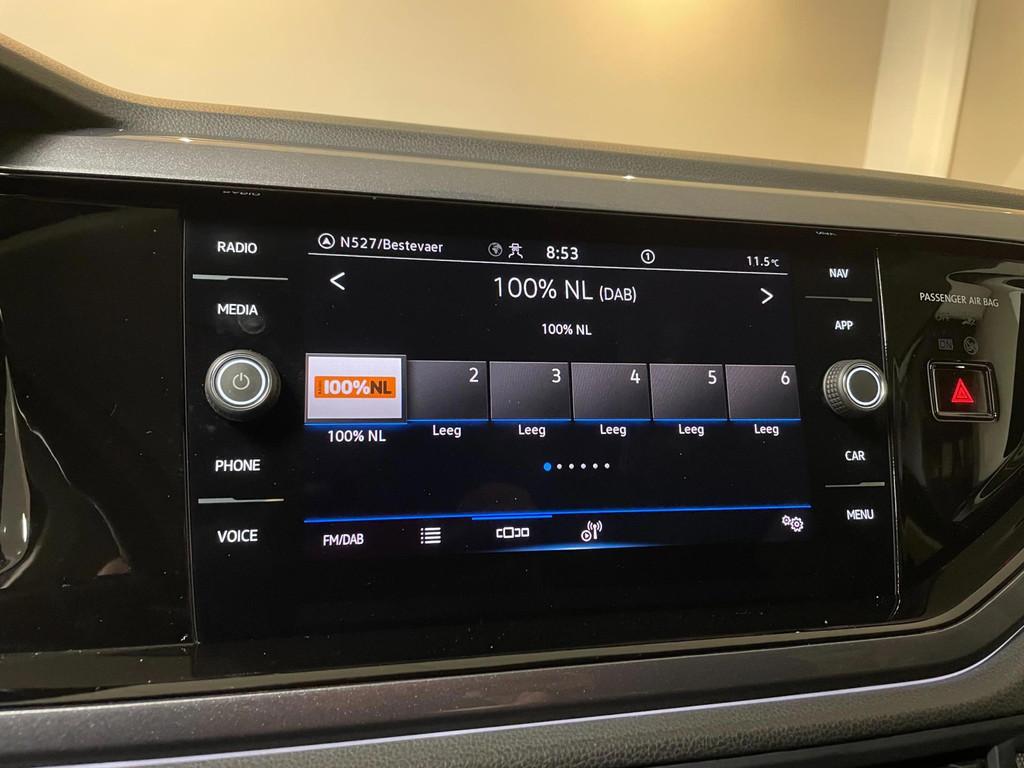 RADIO
MEDIA
PHONE
VOICE
N527/Bestevaer
8:53
1
11.5°C
< 100% NL (DAB) >
100% NL
100%NL
2
3
4
5
6
100% NL
Leeg
Leeg
Leeg
Leeg
Leeg
FM/DAB
NAV
APP
CAR
MENU
PASSENGER AIR BAG